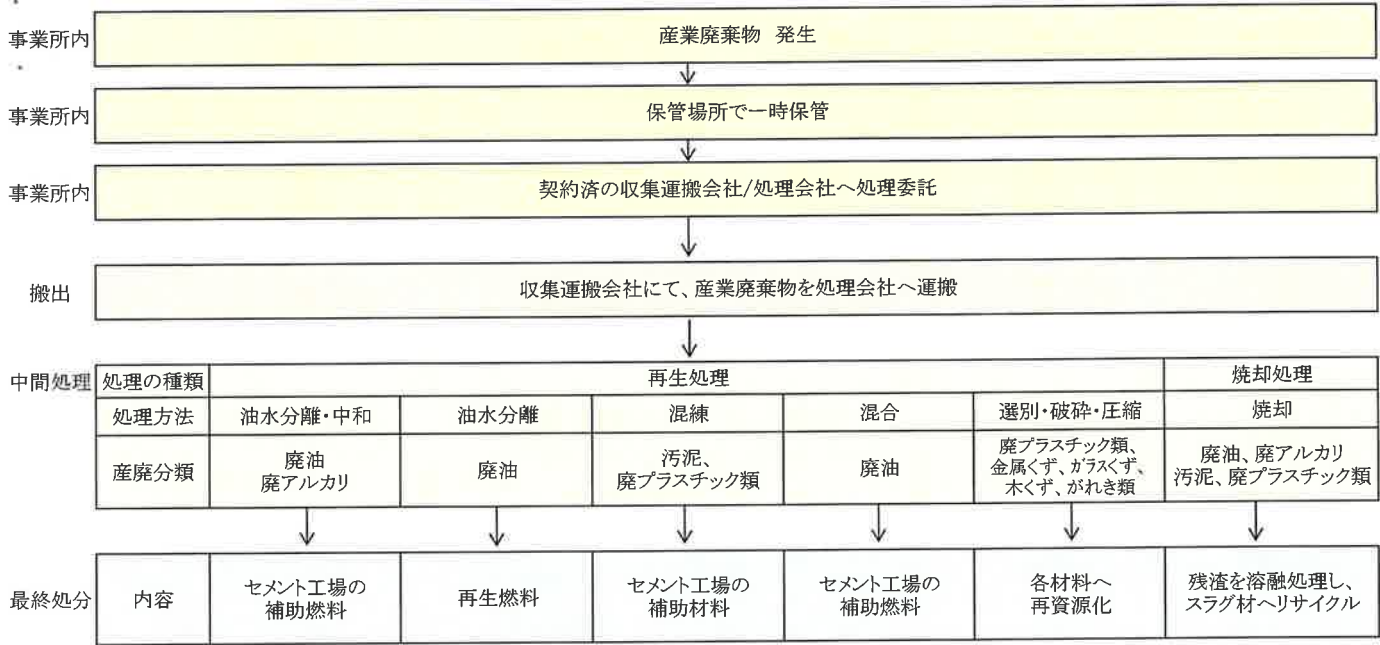 事業所内
産業廃棄物 発生
事業所内
保管場所で一時保管
事業所内
契約済の収集運搬会社/処理会社へ処理委託
搬出
収集運搬会社にて、産業廃棄物を処理会社へ運搬
中間処理
処理の種類
再生処理
焼却処理
処理方法
油水分離・中和
油水分離
混練
混合
選別・破砕・圧縮
焼却
産廃分類
廃油
廃アルカリ
廃油
汚泥、
廃プラスチック類
廃油
廃プラスチック類、
金属くず、ガラスくず、
木くず、がれき類
廃油、廃アルカリ
汚泥、廃プラスチック類
最終処分
内容
セメント工場の
補助燃料
再生燃料
セメント工場の
補助材料
セメント工場の
補助燃料
各材料へ
再資源化
残渣を溶融処理し、
スラグ材へリサイクル